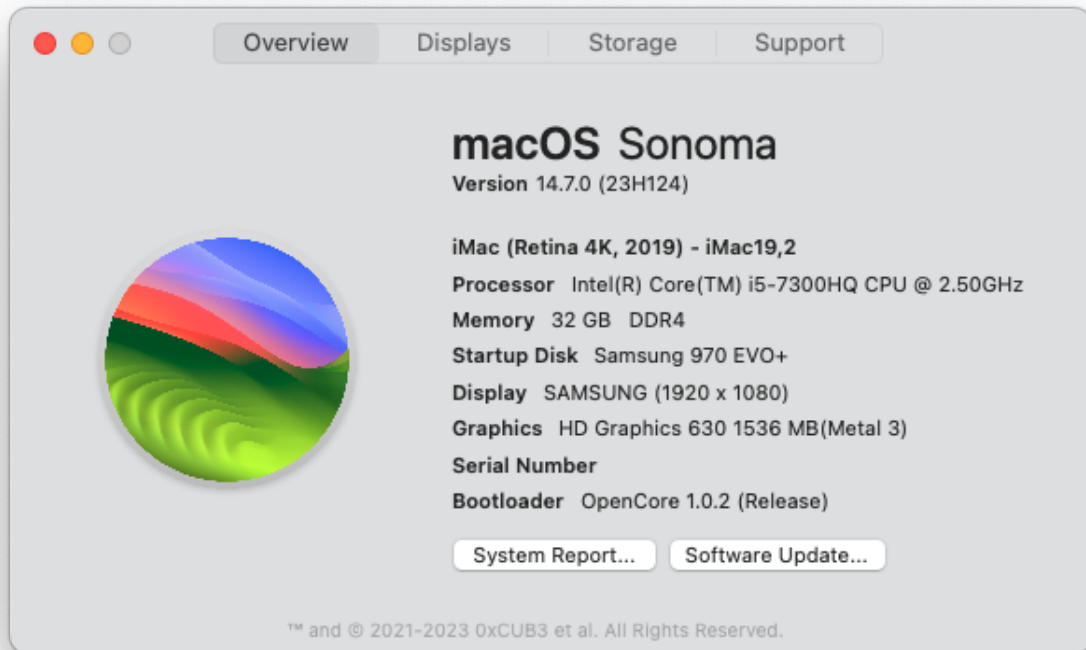 Overview Displays Storage Support
macOS Sonoma
Version 14.7.0 (23H124)
iMac (Retina 4K, 2019) - iMac19,2
Processor Intel(R) Core(TM) i5-7300HQ CPU @ 2.50GHz
Memory 32 GB DDR4
Startup Disk Samsung 970 EVO+
Display SAMSUNG (1920 x 1080)
Graphics HD Graphics 630 1536 MB(Metal 3)
Serial Number
Bootloader OpenCore 1.0.2 (Release)
System Report... Software Update...
™ and © 2021-2023 0xCUB3 et al. All Rights Reserved.